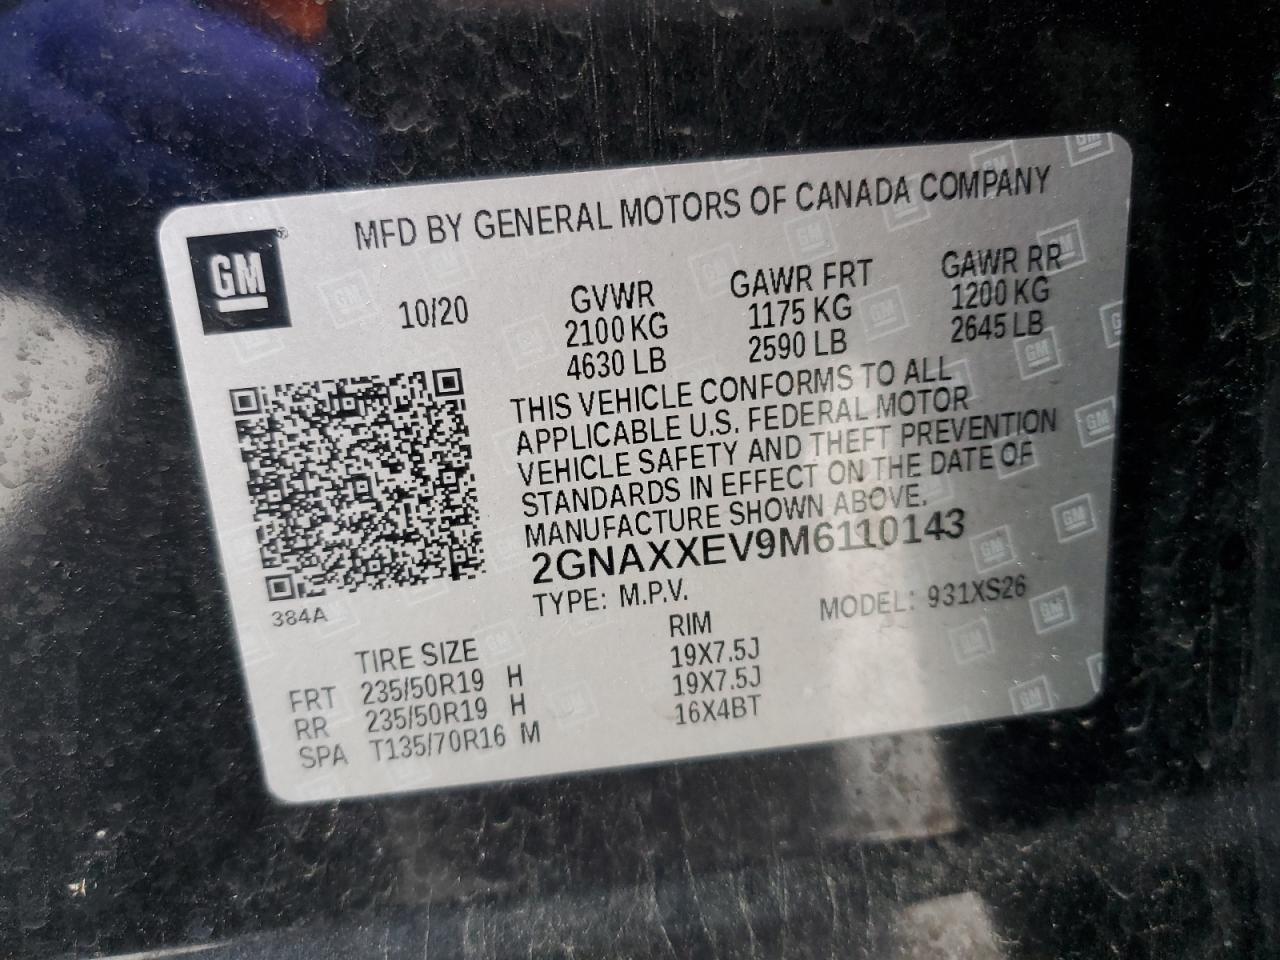 MFD BY GENERAL MOTORS OF CANADA COMPANY
GM®
10/20
GVWR GAWR FRT GAWR RR
2100 KG 1175 KG 1200 KG
4630 LB 2590 LB 2645 LB
THIS VEHICLE CONFORMS TO ALL
APPLICABLE U.S. FEDERAL MOTOR
VEHICLE SAFETY AND THEFT PREVENTION
STANDARDS IN EFFECT ON THE DATE OF
MANUFACTURE SHOWN ABOVE.
2GNAXXEV9M6110143
TYPE: M.P.V. MODEL: 931XS26
384A
TIRE SIZE RIM
FRT 235/50R19 H 19X7.5J
RR 235/50R19 H 19X7.5J
SPA T135/70R16 M 16X4BT